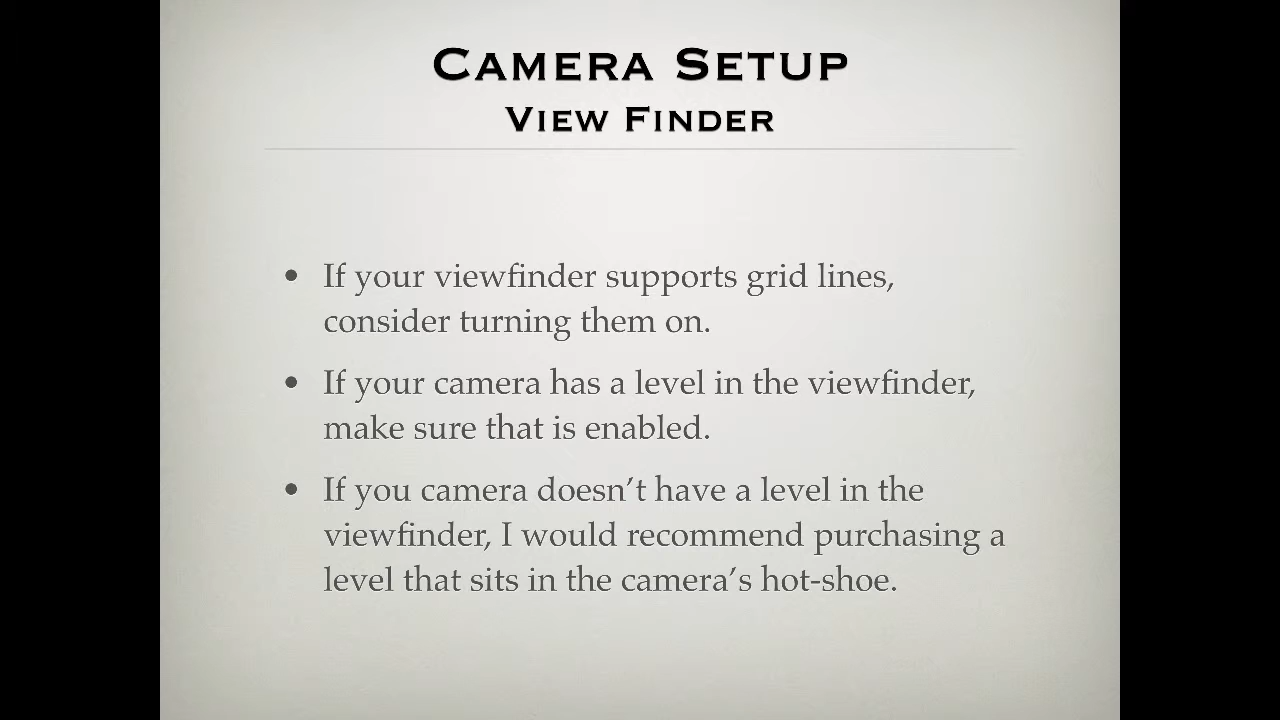 Camera Setup
View Finder
• If your viewfinder supports grid lines,
consider turning them on.
• If your camera has a level in the viewfinder,
make sure that is enabled.
• If you camera doesn’t have a level in the
viewfinder, I would recommend purchasing a
level that sits in the camera’s hot-shoe.